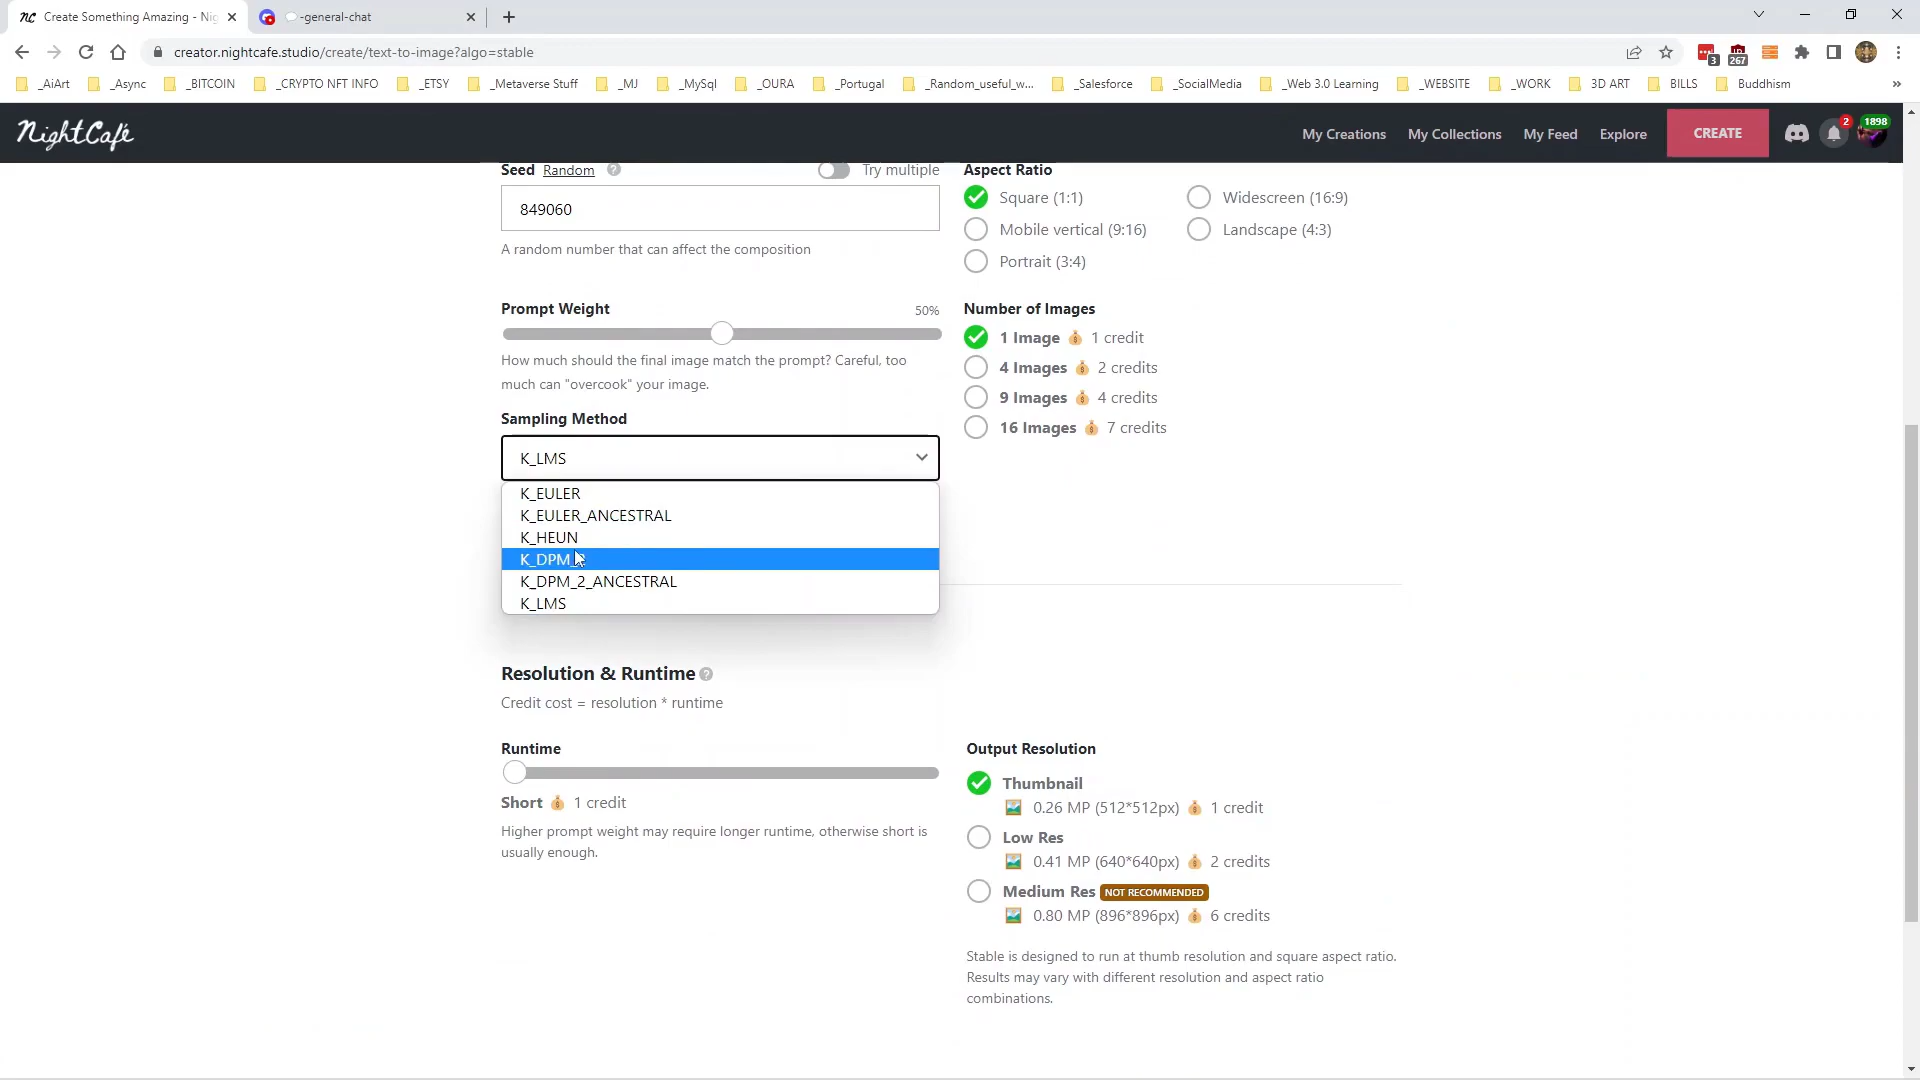 Create Something Amazing - Nig
-general-chat
creator.nightcafe.studio/create/text-to-image?algo=stable
3
267
_AiArt
_Async
_BITCOIN
_CRYPTO NFT INFO
_ETSY
_Metaverse Stuff
_MJ
_MySql
_OURA
_Portugal
_Random_useful_w...
_Salesforce
_SocialMedia
_Web 3.0 Learning
_WEBSITE
_WORK
3D ART
BILLS
Buddhism
»
NightCafé
My Creations
My Collections
My Feed
Explore
CREATE
2
1898
Seed Random
Try multiple
849060
A random number that can affect the composition
Aspect Ratio
Square (1:1)
Widescreen (16:9)
Mobile vertical (9:16)
Landscape (4:3)
Portrait (3:4)
Prompt Weight
50%
How much should the final image match the prompt? Careful, too
much can "overcook" your image.
Number of Images
1 Image 1 credit
4 Images 2 credits
9 Images 4 credits
16 Images 7 credits
Sampling Method
K_LMS
K_EULER
K_EULER_ANCESTRAL
K_HEUN
K_DPM_2
K_DPM_2_ANCESTRAL
K_LMS
Resolution & Runtime
Credit cost = resolution * runtime
Runtime
Short 1 credit
Higher prompt weight may require longer runtime, otherwise short is
usually enough.
Output Resolution
Thumbnail
0.26 MP (512*512px) 1 credit
Low Res
0.41 MP (640*640px) 2 credits
Medium Res NOT RECOMMENDED
0.80 MP (896*896px) 6 credits
Stable is designed to run at thumb resolution and square aspect ratio.
Results may vary with different resolution and aspect ratio
combinations.